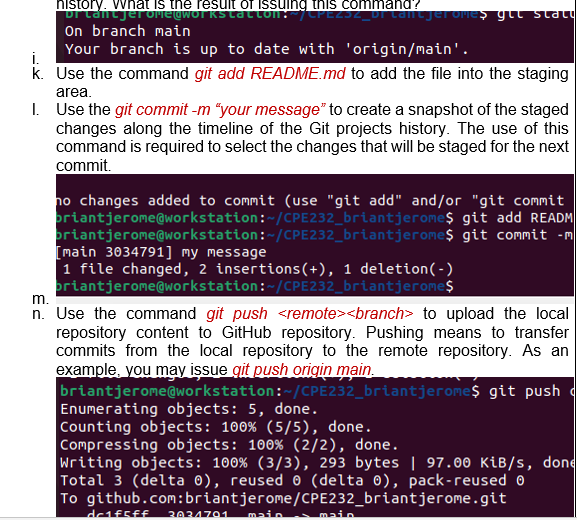 history. What is the result of issuing this command?
briantjerome@workstation:~/CPE232_briantjerome$ git statu
On branch main
Your branch is up to date with 'origin/main'.
j.
k. Use the command git add README.md to add the file into the staging
area.
l. Use the git commit -m “your message” to create a snapshot of the staged
changes along the timeline of the Git projects history. The use of this
command is required to select the changes that will be staged for the next
commit.
no changes added to commit (use "git add" and/or "git commit
briantjerome@workstation:~/CPE232_briantjerome$ git add READM
briantjerome@workstation:~/CPE232_briantjerome$ git commit -m
[main 3034791] my message
1 file changed, 2 insertions(+), 1 deletion(-)
briantjerome@workstation:~/CPE232_briantjerome$
m.
n. Use the command git push <remote><branch> to upload the local
repository content to GitHub repository. Pushing means to transfer
commits from the local repository to the remote repository. As an
example, you may issue git push origin main.
briantjerome@workstation:~/CPE232_briantjerome$ git push
Enumerating objects: 5, done.
Counting objects: 100% (5/5), done.
Compressing objects: 100% (2/2), done.
Writing objects: 100% (3/3), 293 bytes | 97.00 KiB/s, done
Total 3 (delta 0), reused 0 (delta 0), pack-reused 0
To github.com:briantjerome/CPE232_briantjerome.git
dc1f5ff..3034791 main -> main